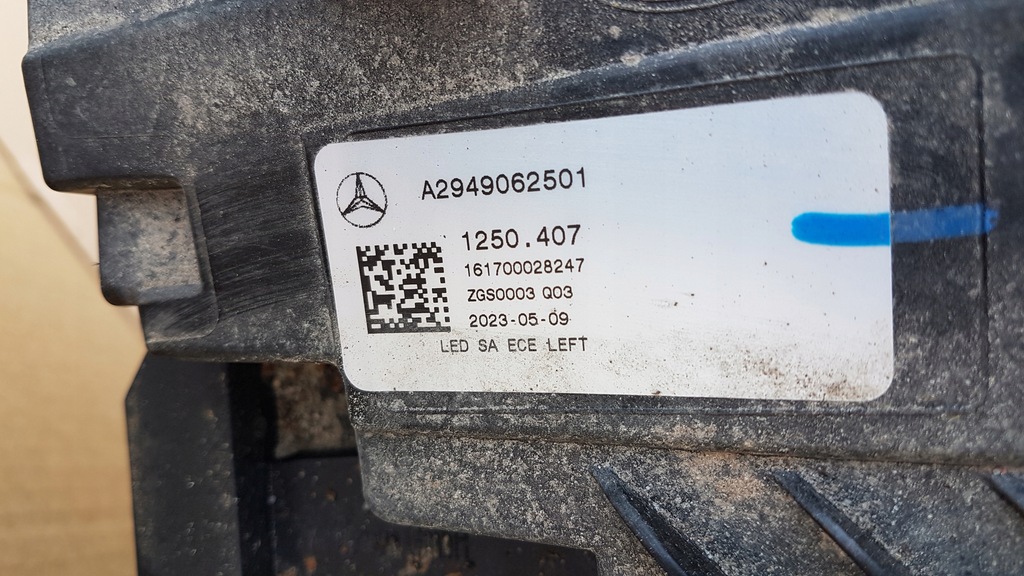 A2949062501
1250.407
161700028247
ZGS0003 Q03
2023-05-09
LED SA ECE LEFT